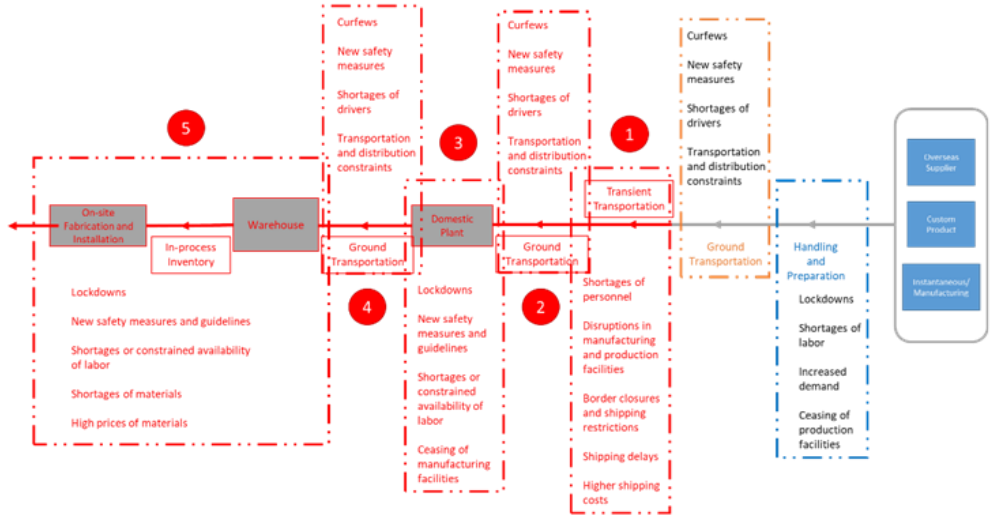 Curfews
New safety
measures
Shortages of
drivers
Transportation
and distribution
constraints
Curfews
New safety
measures
Shortages of
drivers
Transportation
and distribution
constraints
Curfews
New safety
measures
Shortages of
drivers
Transportation
and distribution
constraints
5
3
1
Overseas
Supplier
Custom
Product
Instantaneous/
Manufacturing
Transient
Transportation
On-site
Fabrication and
Installation
Warehouse
Domestic
Plant
In-process
Inventory
Ground
Transportation
Ground
Transportation
Ground
Transportation
Handling
and
Preparation
4
2
Lockdowns
New safety measures and guidelines
Shortages or constrained availability
of labor
Shortages of materials
High prices of materials
Lockdowns
New safety
measures and
guidelines
Shortages or
constrained
availability of
labor
Ceasing of
manufacturing
facilities
Shortages of
personnel
Disruptions in
manufacturing
and production
facilities
Border closures
and shipping
restrictions
Shipping delays
Higher shipping
costs
Lockdowns
Shortages of
labor
Increased
demand
Ceasing of
production
facilities